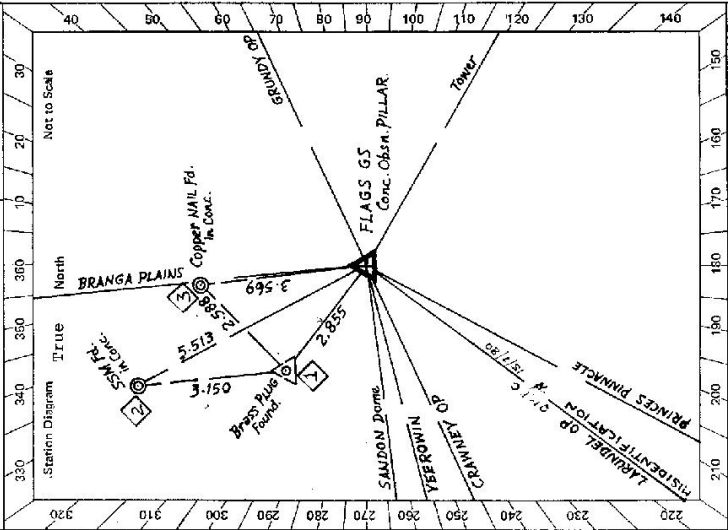 40 50 60 70 80 90 100 110 120 130 140
30
20
10
360
350
340
330
150
160
170
180
190
200
210
320 310 300 290 280 270 260 250 240 230 220
Station Diagram
True North
Not to Scale
GRUNDY OP
Tower
FLAGS GS
Conc. Obsn. PILLAR.
Copper NAIL Fd.
In Conc.
BRANGA PLAINS
3
3.569
2.588
SSM Fd.
IN Conc.
2
5.513
3.150
2.855
Brass PLUG
Found.
1
SANDON Dome
YEEROWIN
CRAWNEY OP
LARUNDEL OP
MISIDENTIFICATION
15/7/80
PRINCES PINNACLE